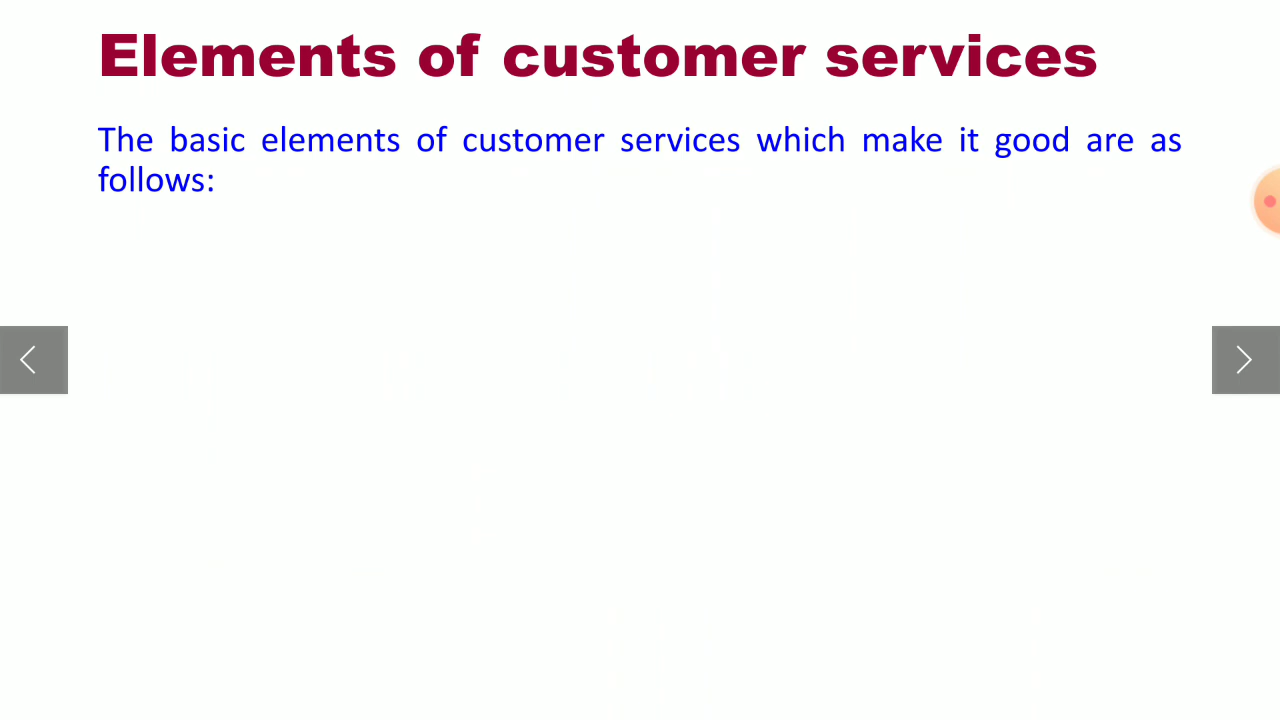 Elements of customer services
The basic elements of customer services which make it good are as
follows: